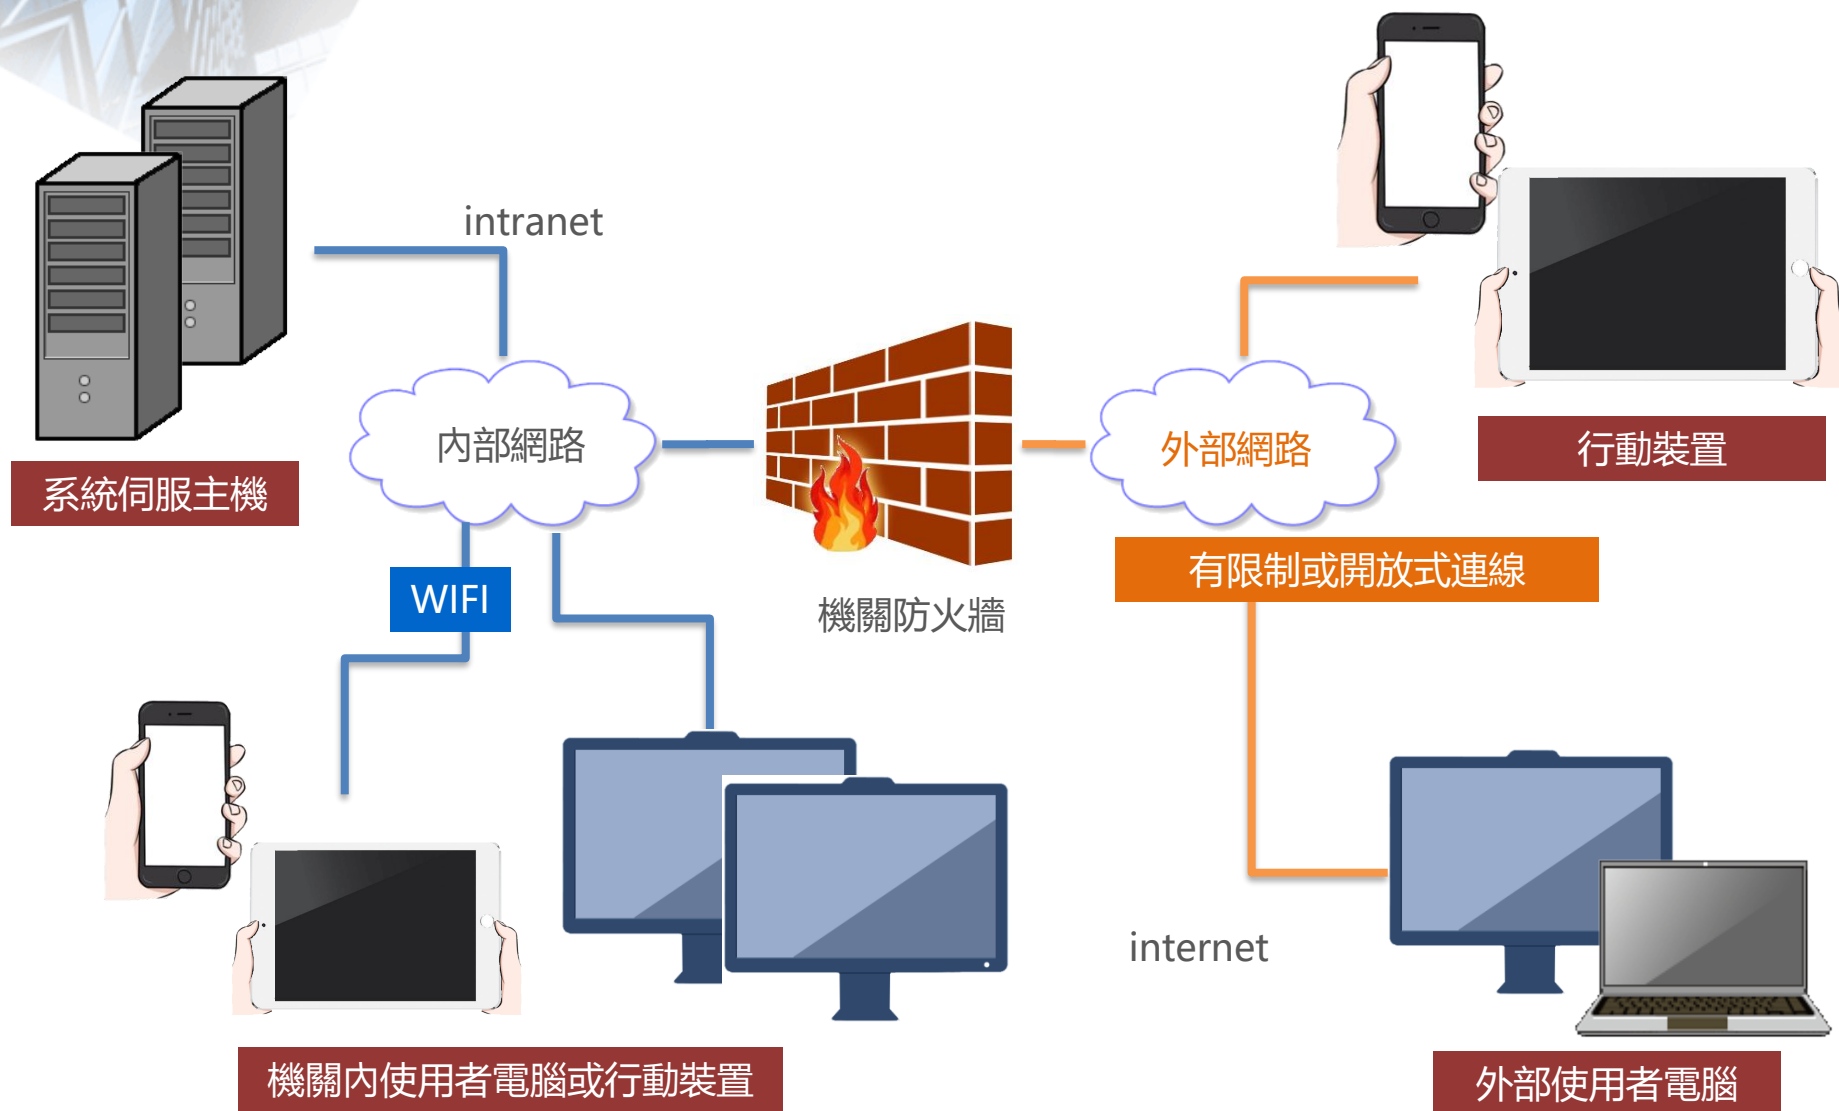 intranet
內部網路
外部網路
行動裝置
系統伺服主機
有限制或開放式連線
WIFI
機關防火牆
internet
機關內使用者電腦或行動裝置
外部使用者電腦